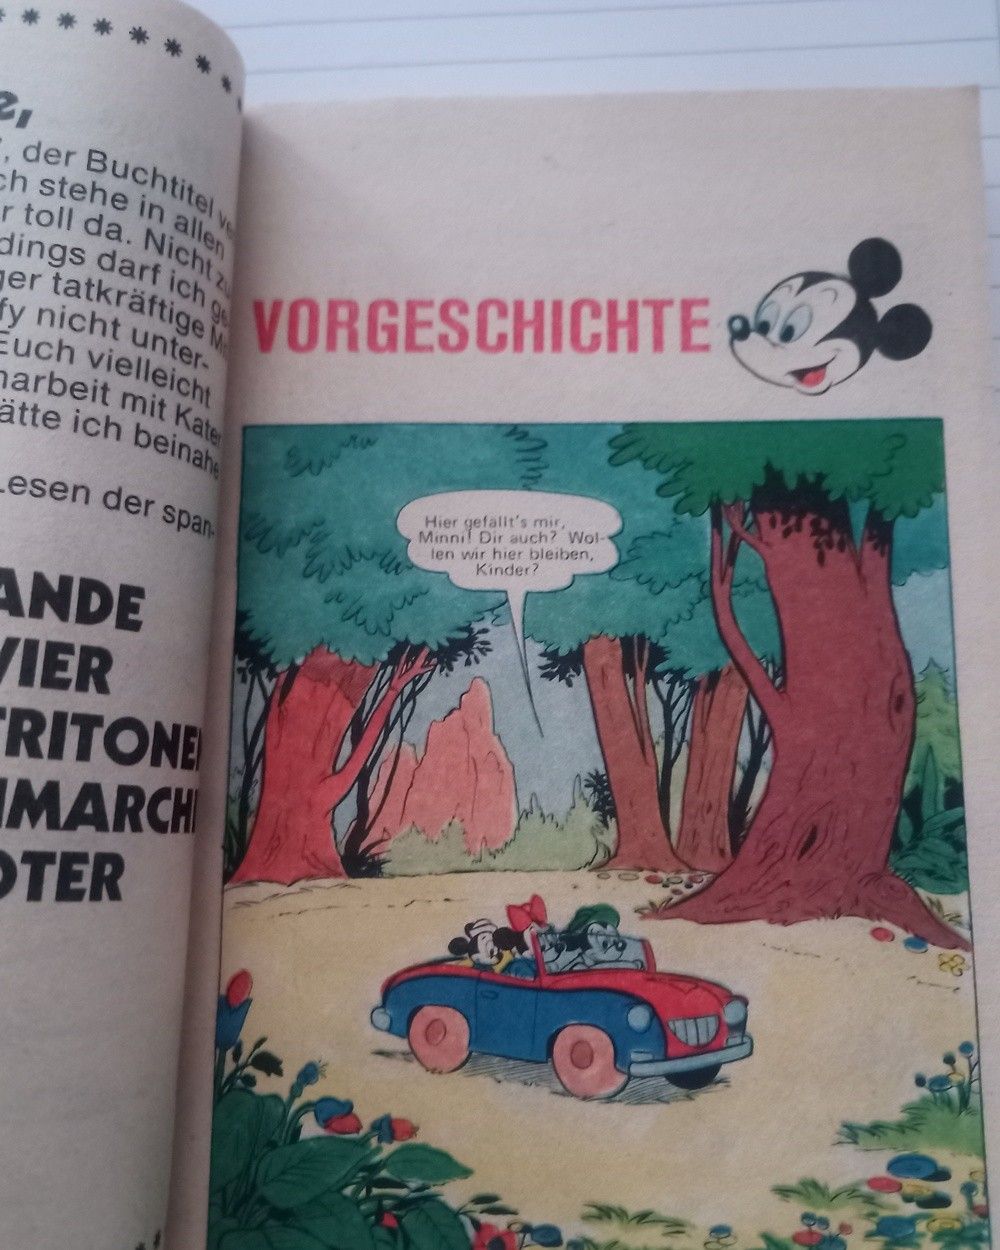 e,
, der Buchtitel
ch stehe in allen
r toll da. Nicht
dings darf ich
ger tatkräftige
fy nicht unter-
Euch vielleicht
narbeit mit Kater
ätte ich beinahe
Lesen der span-
ANDE
VIER
TRITONE
MARCH
OTER
VORGESCHICHTE
Hier gefällt's mir,
Minni! Dir auch? Wol-
len wir hier bleiben,
Kinder?